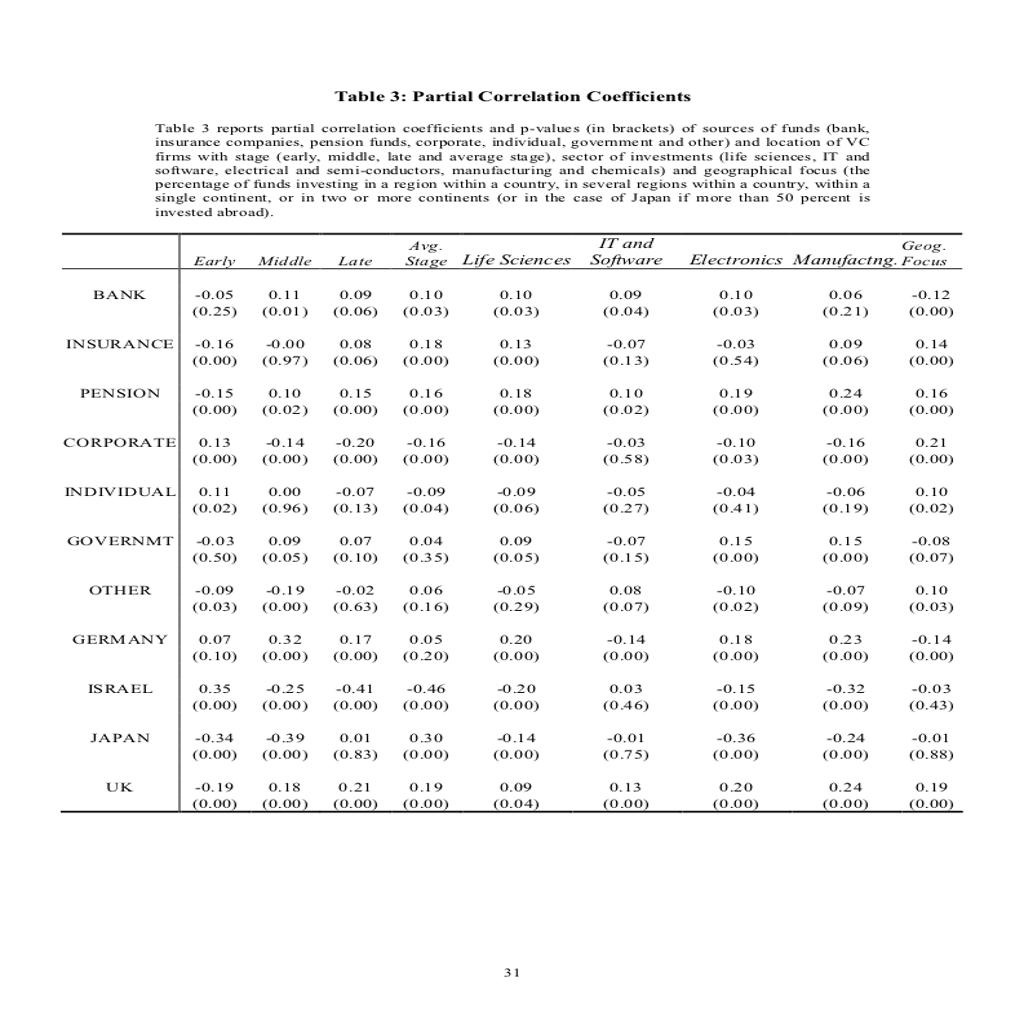 Table 3: Partial Correlation Coefficients
Table 3 reports partial correlation coefficients and p-values (in brackets) of sources of funds (bank,
insurance companies, pension funds, corporate, individual, government and other) and location of VC
firms with stage (early, middle, late and average stage), sector of investments (life sciences, IT and
software, electrical and semi-conductors, manufacturing and chemicals) and geographical focus (the
percentage of funds investing in a region within a country, in several regions within a country, within a
single continent, or in two or more continents (or in the case of Japan if more than 50 percent is
invested abroad).
Avg. IT and Geog.
Early Middle Late Stage Life Sciences Software Electronics Manufactng. Focus
BANK -0.05 0.11 0.09 0.10 0.10 0.09 0.10 0.06 -0.12
(0.25) (0.01) (0.06) (0.03) (0.03) (0.04) (0.03) (0.21) (0.00)
INSURANCE -0.16 -0.00 0.08 0.18 0.13 -0.07 -0.03 0.09 0.14
(0.00) (0.97) (0.06) (0.00) (0.00) (0.13) (0.54) (0.06) (0.00)
PENSION -0.15 0.10 0.15 0.16 0.18 0.10 0.19 0.24 0.16
(0.00) (0.02) (0.00) (0.00) (0.00) (0.02) (0.00) (0.00) (0.00)
CORPORATE 0.13 -0.14 -0.20 -0.16 -0.14 -0.03 -0.10 -0.16 0.21
(0.00) (0.00) (0.00) (0.00) (0.00) (0.58) (0.03) (0.00) (0.00)
INDIVIDUAL 0.11 0.00 -0.07 -0.09 -0.09 -0.05 -0.04 -0.06 0.10
(0.02) (0.96) (0.13) (0.04) (0.06) (0.27) (0.41) (0.19) (0.02)
GOVERNMT -0.03 0.09 0.07 0.04 0.09 -0.07 0.15 0.15 -0.08
(0.50) (0.05) (0.10) (0.35) (0.05) (0.15) (0.00) (0.00) (0.07)
OTHER -0.09 -0.19 -0.02 0.06 -0.05 0.08 -0.10 -0.07 0.10
(0.03) (0.00) (0.63) (0.16) (0.29) (0.07) (0.02) (0.09) (0.03)
GERMANY 0.07 0.32 0.17 0.05 0.20 -0.14 0.18 0.23 -0.14
(0.10) (0.00) (0.00) (0.20) (0.00) (0.00) (0.00) (0.00) (0.00)
ISRAEL 0.35 -0.25 -0.41 -0.46 -0.20 0.03 -0.15 -0.32 -0.03
(0.00) (0.00) (0.00) (0.00) (0.00) (0.46) (0.00) (0.00) (0.43)
JAPAN -0.34 -0.39 0.01 0.30 -0.14 -0.01 -0.36 -0.24 -0.01
(0.00) (0.00) (0.83) (0.00) (0.00) (0.75) (0.00) (0.00) (0.88)
UK -0.19 0.18 0.21 0.19 0.09 0.13 0.20 0.24 0.19
(0.00) (0.00) (0.00) (0.00) (0.04) (0.00) (0.00) (0.00) (0.00)
31